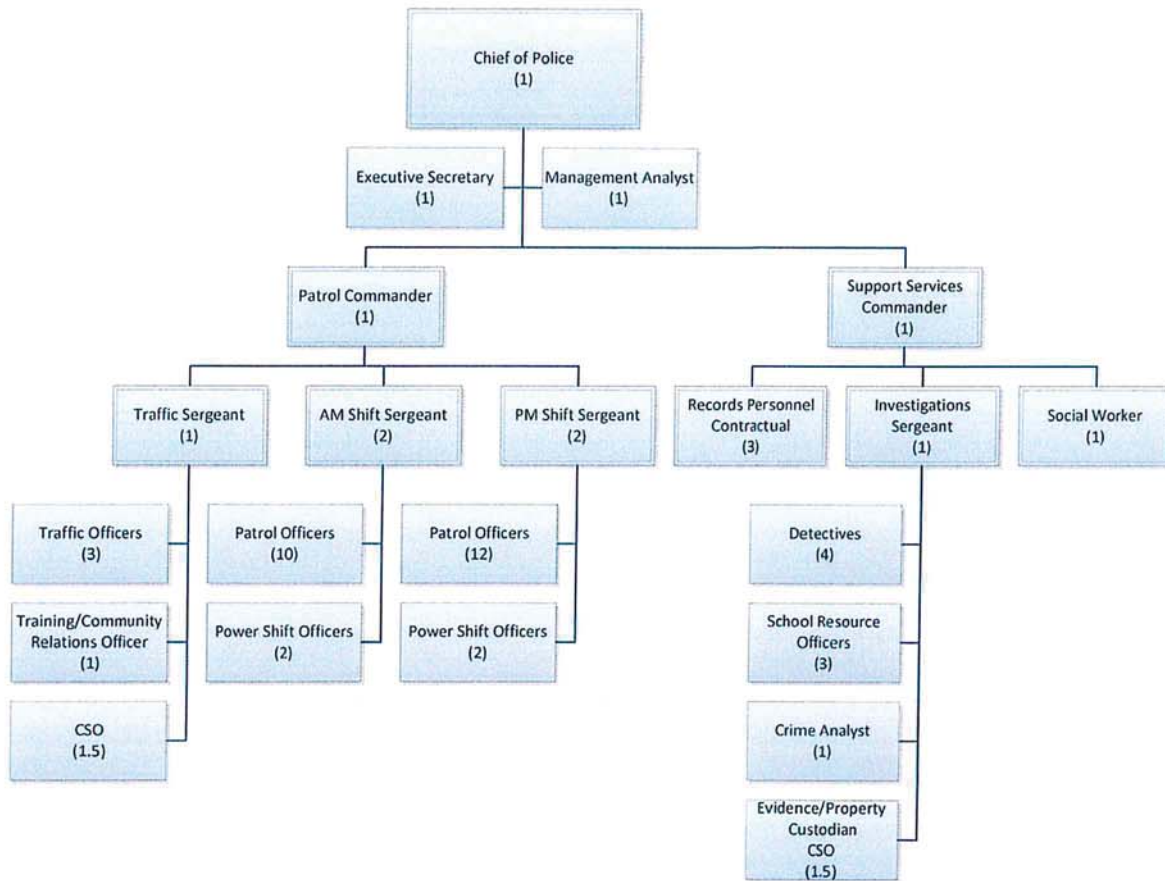 Chief of Police
(1)
Executive Secretary
(1)
Management Analyst
(1)
Patrol Commander
(1)
Support Services
Commander
(1)
Traffic Sergeant
(1)
AM Shift Sergeant
(2)
PM Shift Sergeant
(2)
Records Personnel
Contractual
(3)
Investigations
Sergeant
(1)
Social Worker
(1)
Traffic Officers
(3)
Patrol Officers
(10)
Patrol Officers
(12)
Detectives
(4)
Training/Community
Relations Officer
(1)
Power Shift Officers
(2)
Power Shift Officers
(2)
School Resource
Officers
(3)
CSO
(1.5)
Crime Analyst
(1)
Evidence/Property
Custodian
CSO
(1.5)